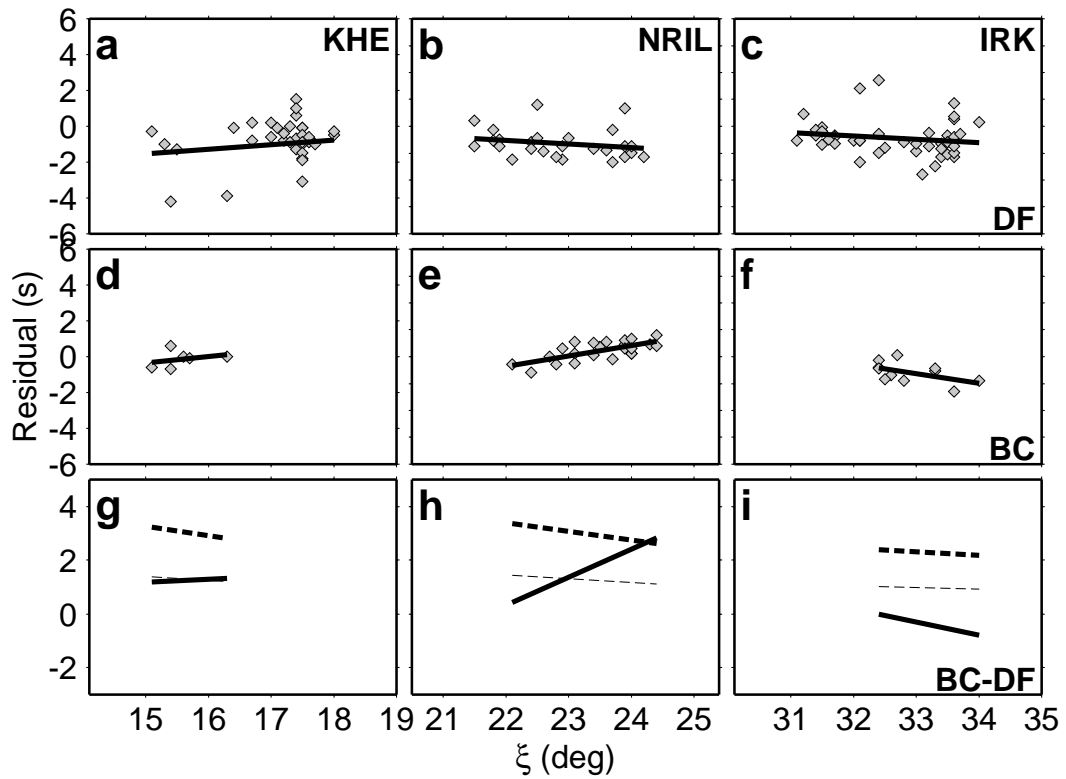 a KHE
b NRIL
c IRK
6
4
2
0
-2
-4
-6
DF
d
e
f
6
4
2
0
-2
-4
-6
BC
Residual (s)
g
h
i
4
2
0
-2
BC-DF
15 16 17 18 19
21 22 23 24 25
31 32 33 34 35
ξ (deg)